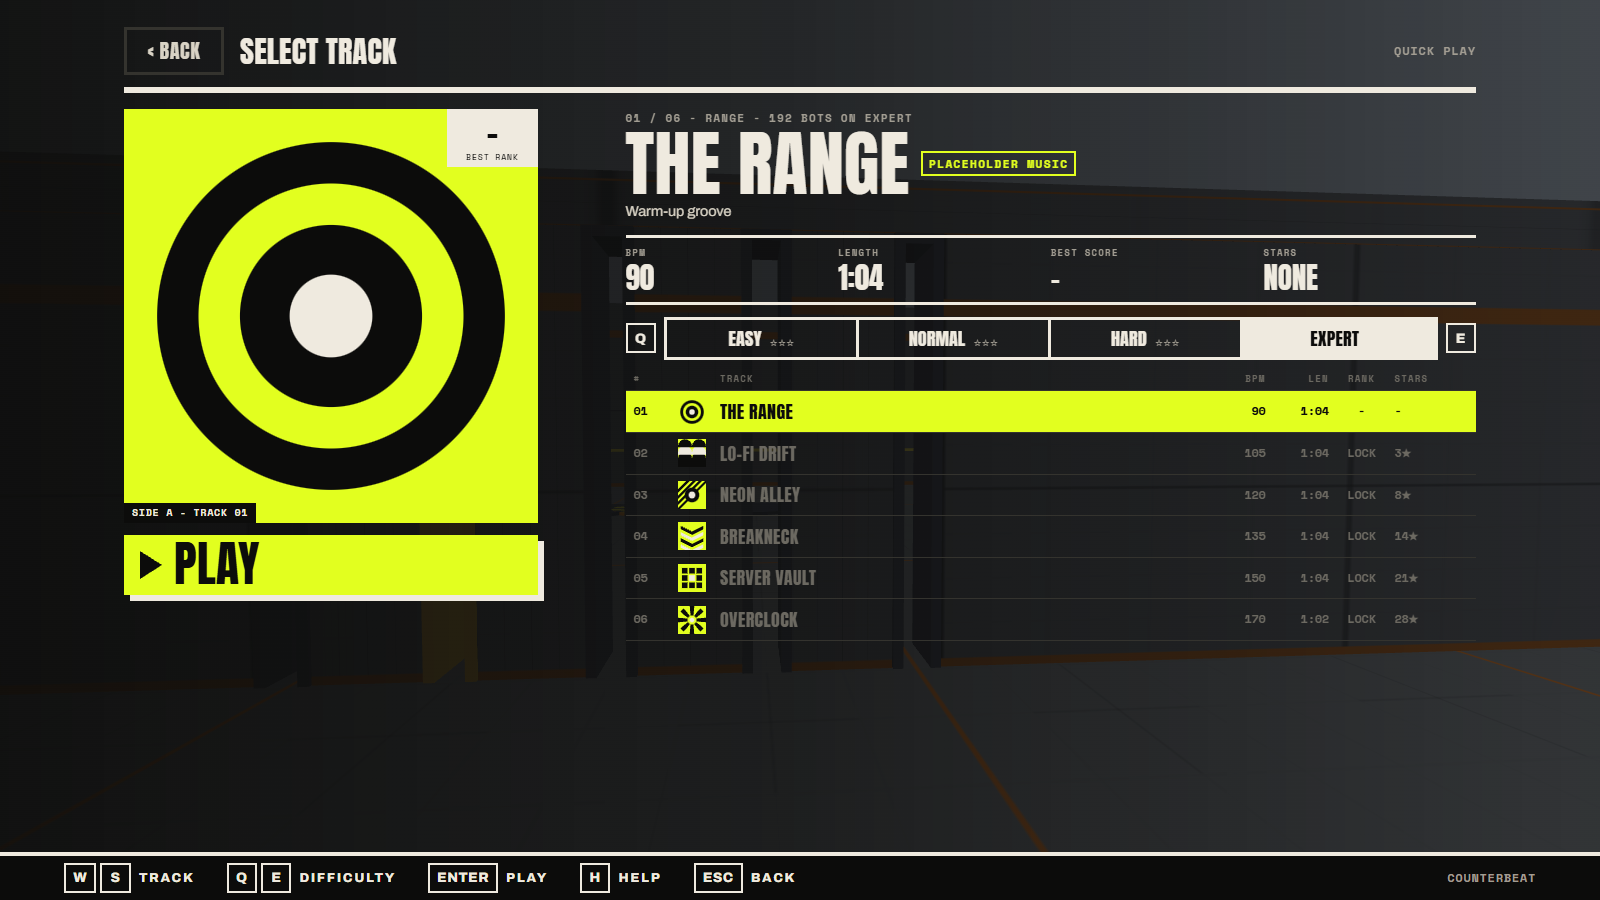 < BACK
SELECT TRACK
QUICK PLAY
-
BEST RANK
SIDE A - TRACK 01
PLAY
01 / 06 - RANGE - 192 BOTS ON EXPERT
THE RANGE
PLACEHOLDER MUSIC
Warm-up groove
BPM LENGTH BEST SCORE STARS
90 1:04 - NONE
Q EASY ☆☆☆ NORMAL ☆☆☆ HARD ☆☆☆ EXPERT E
# TRACK BPM LEN RANK STARS
01 THE RANGE 90 1:04 - -
02 LO-FI DRIFT 105 1:04 LOCK 3★
03 NEON ALLEY 120 1:04 LOCK 8★
04 BREAKNECK 135 1:04 LOCK 14★
05 SERVER VAULT 150 1:04 LOCK 21★
06 OVERCLOCK 170 1:02 LOCK 28★
W S TRACK Q E DIFFICULTY ENTER PLAY H HELP ESC BACK COUNTERBEAT